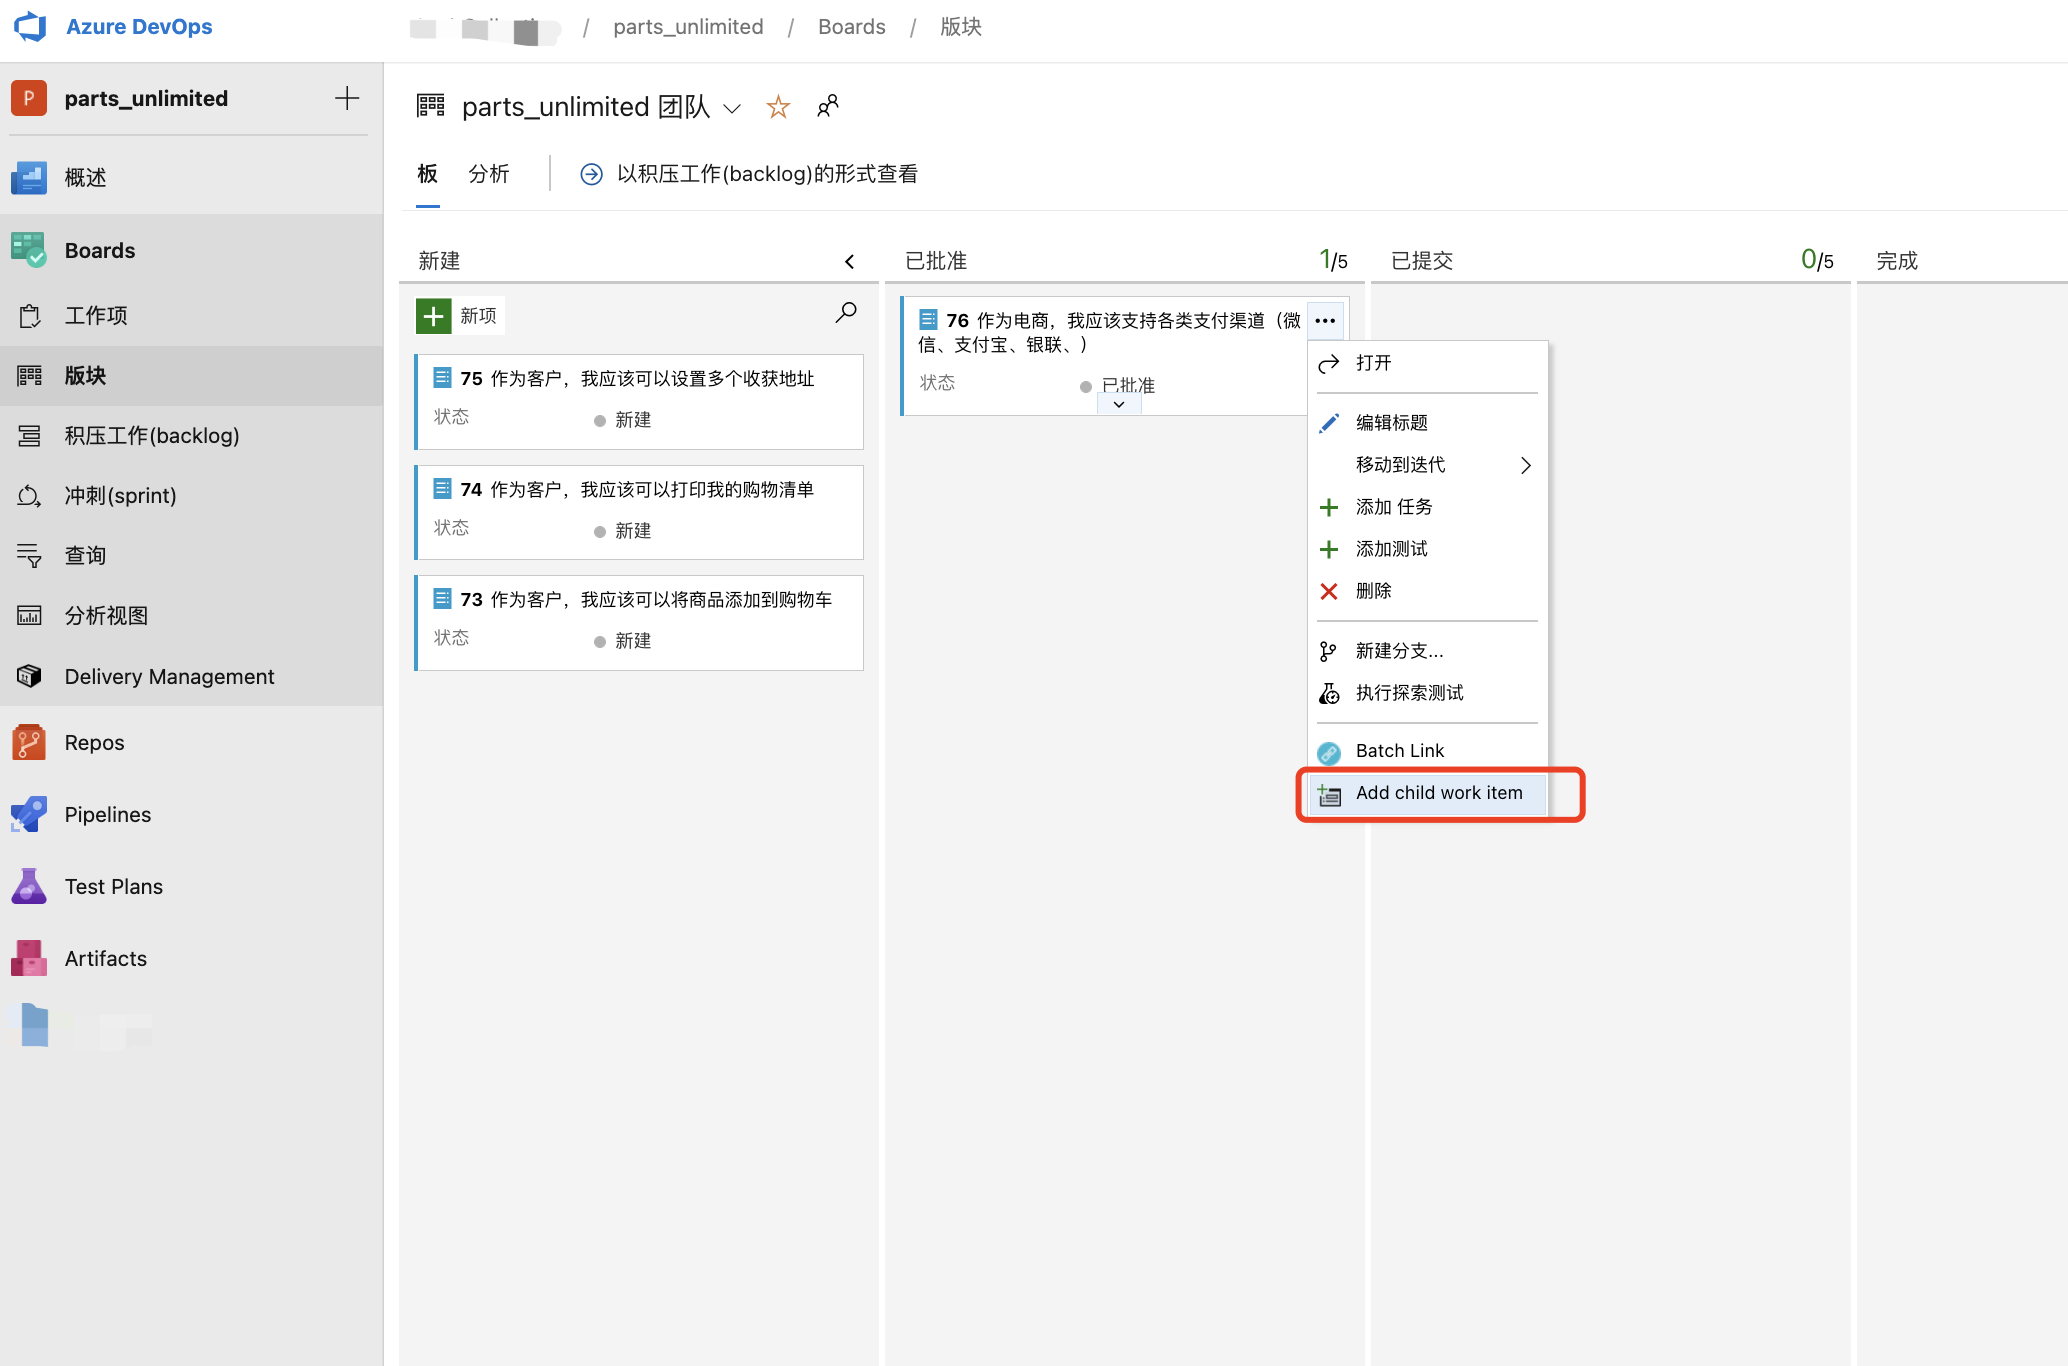 Azure DevOps
/ parts_unlimited / Boards / 版块
P parts_unlimited
概述
Boards
工作项
版块
积压工作(backlog)
冲刺(sprint)
查询
分析视图
Delivery Management
Repos
Pipelines
Test Plans
Artifacts
parts_unlimited 团队
板 分析 以积压工作(backlog)的形式查看
新建
新项
75 作为客户，我应该可以设置多个收获地址
状态 新建
74 作为客户，我应该可以打印我的购物清单
状态 新建
73 作为客户，我应该可以将商品添加到购物车
状态 新建
已批准 1/5
76 作为电商，我应该支持各类支付渠道（微
信、支付宝、银联、）
状态 已批准
已提交 0/5
完成
打开
编辑标题
移动到迭代
添加 任务
添加测试
删除
新建分支...
执行探索测试
Batch Link
Add child work item